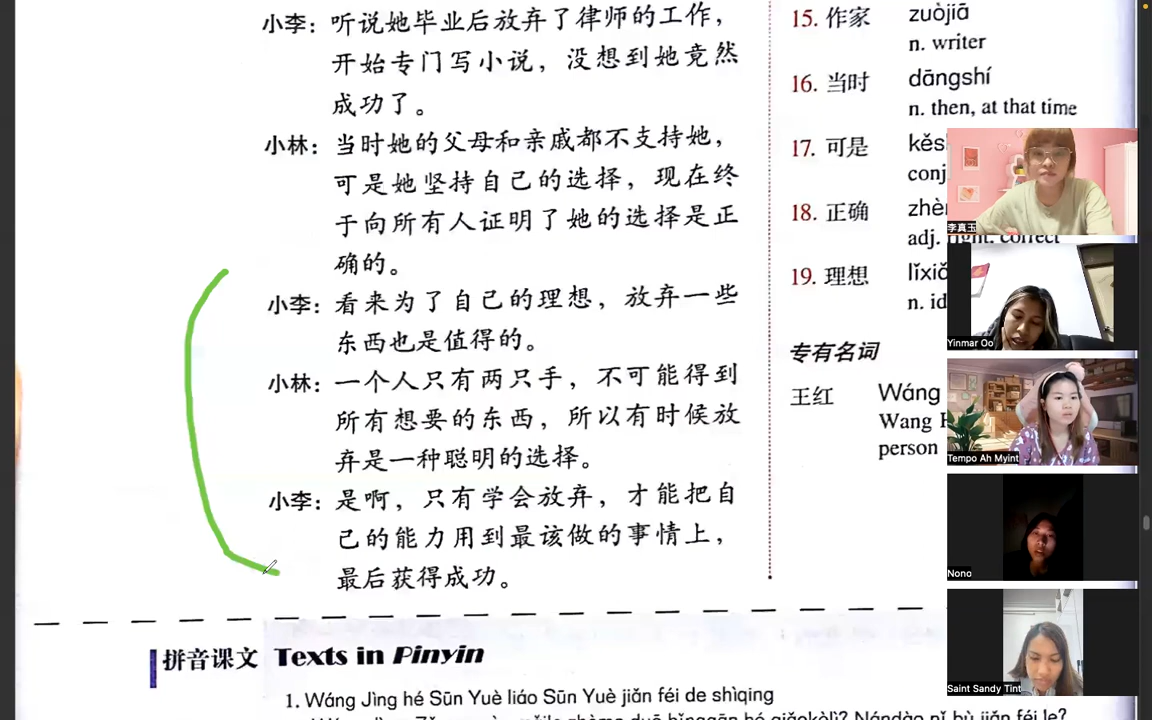 小李：听说她毕业后放弃了律师的工作，
开始专门写小说，没想到她竟然
成功了。
小林：当时她的父母和亲戚都不支持她，
可是她坚持自己的选择，现在终
于向所有人证明了她的选择是正
确的。
小李：看来为了自己的理想，放弃一些
东西也是值得的。
小林：一个人只有两只手，不可能得到
所有想要的东西，所以有时候放
弃是一种聪明的选择。
小李：是啊，只有学会放弃，才能把自
己的能力用到最该做的事情上，
最后获得成功。
15. 作家 zuòjiā
n. writer
16. 当时 dāngshí
n. then, at that time
17. 可是
conj
18. 正确
adj. right, correct
19. 理想
n.
专有名词
王红 Wáng
Wang
person
李真玉
Yinmar Oo
Tempo Ah Myint
Nono
Saint Sandy Tint
拼音课文 Texts in Pinyin
1. Wáng Jìng hé Sūn Yuè liáo Sūn Yuè jiǎn féi de shìqing